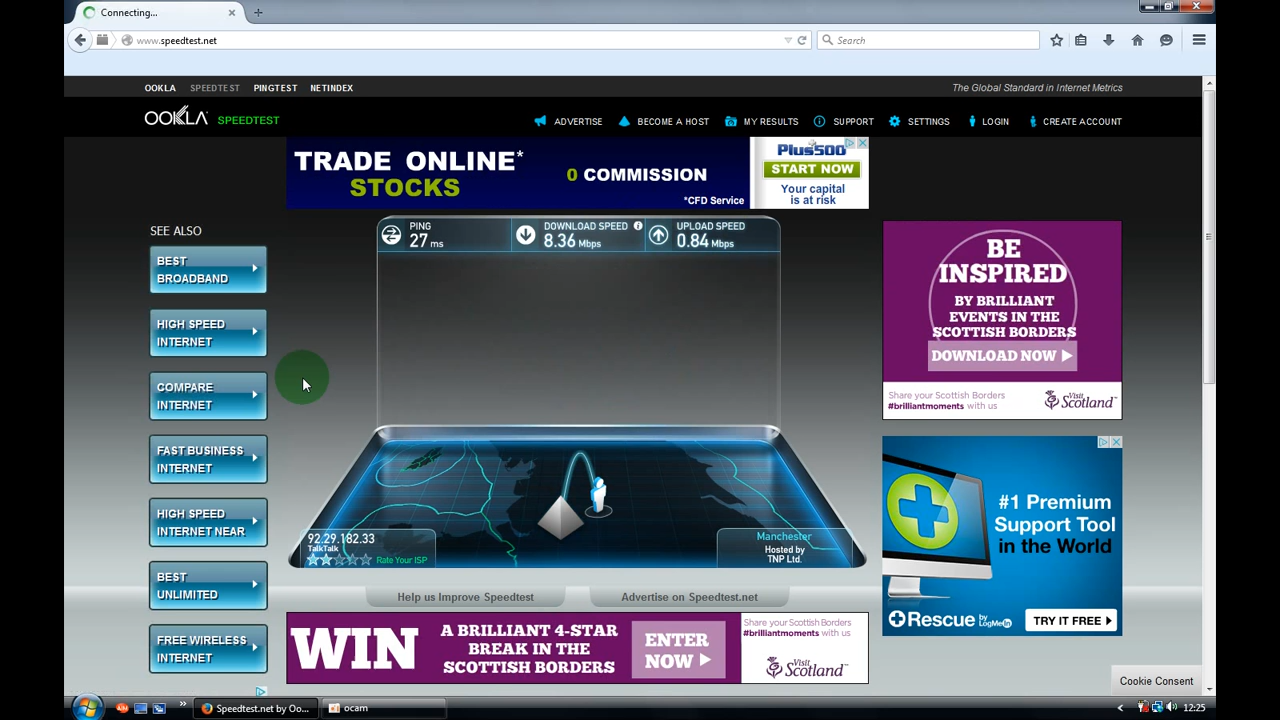 Connecting...
www.speedtest.net
Search
OOKLA
SPEEDTEST
PINGTEST
NETINDEX
The Global Standard in Internet Metrics
OOKLA SPEEDTEST
ADVERTISE
BECOME A HOST
MY RESULTS
SUPPORT
SETTINGS
LOGIN
CREATE ACCOUNT
TRADE ONLINE*
STOCKS
0 COMMISSION
*CFD Service
Plus500
START NOW
Your capital
is at risk
SEE ALSO
BEST
BROADBAND
HIGH SPEED
INTERNET
COMPARE
INTERNET
FAST BUSINESS
INTERNET
HIGH SPEED
INTERNET NEAR
BEST
UNLIMITED
FREE WIRELESS
INTERNET
PING
27 ms
DOWNLOAD SPEED
8.36 Mbps
UPLOAD SPEED
0.84 Mbps
92.29.182.33
TalkTalk
Rate Your ISP
Manchester
Hosted by
TNP Ltd.
Help us Improve Speedtest
Advertise on Speedtest.net
WIN
A BRILLIANT 4-STAR
BREAK IN THE
SCOTTISH BORDERS
ENTER
NOW
Share your Scottish Borders
#brilliantmoments with us
Visit
Scotland™
BE
INSPIRED
BY BRILLIANT
EVENTS IN THE
SCOTTISH BORDERS
DOWNLOAD NOW
Share your Scottish Borders
#brilliantmoments with us
Visit
Scotland™
#1 Premium
Support Tool
in the World
Rescue by LogMeIn
TRY IT FREE
Cookie Consent
Speedtest.net by Oo...
ocam
12:25